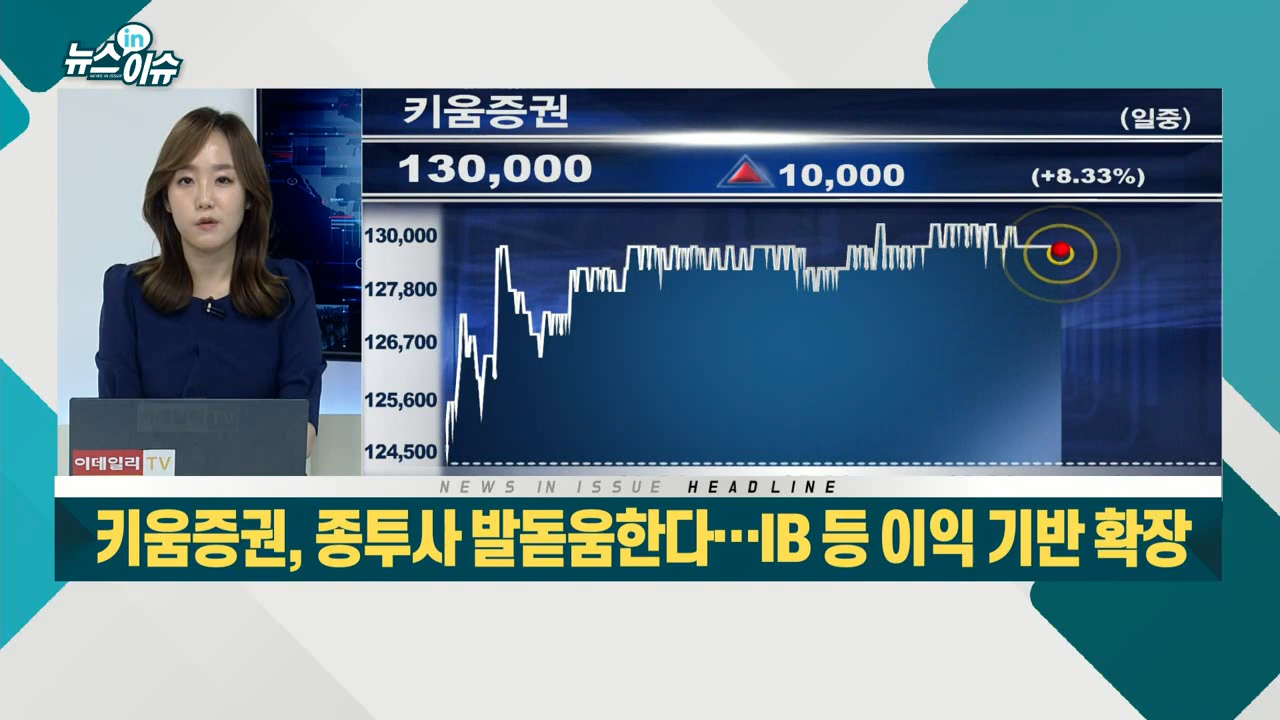 뉴스in이슈
NEWS IN ISSUE
키움증권
(일중)
130,000 ▲ 10,000 (+8.33%)
130,000
127,800
126,700
125,600
124,500
이데일리TV
NEWS IN ISSUE HEADLINE
키움증권, 종투사 발돋움한다…IB 등 이익 기반 확장